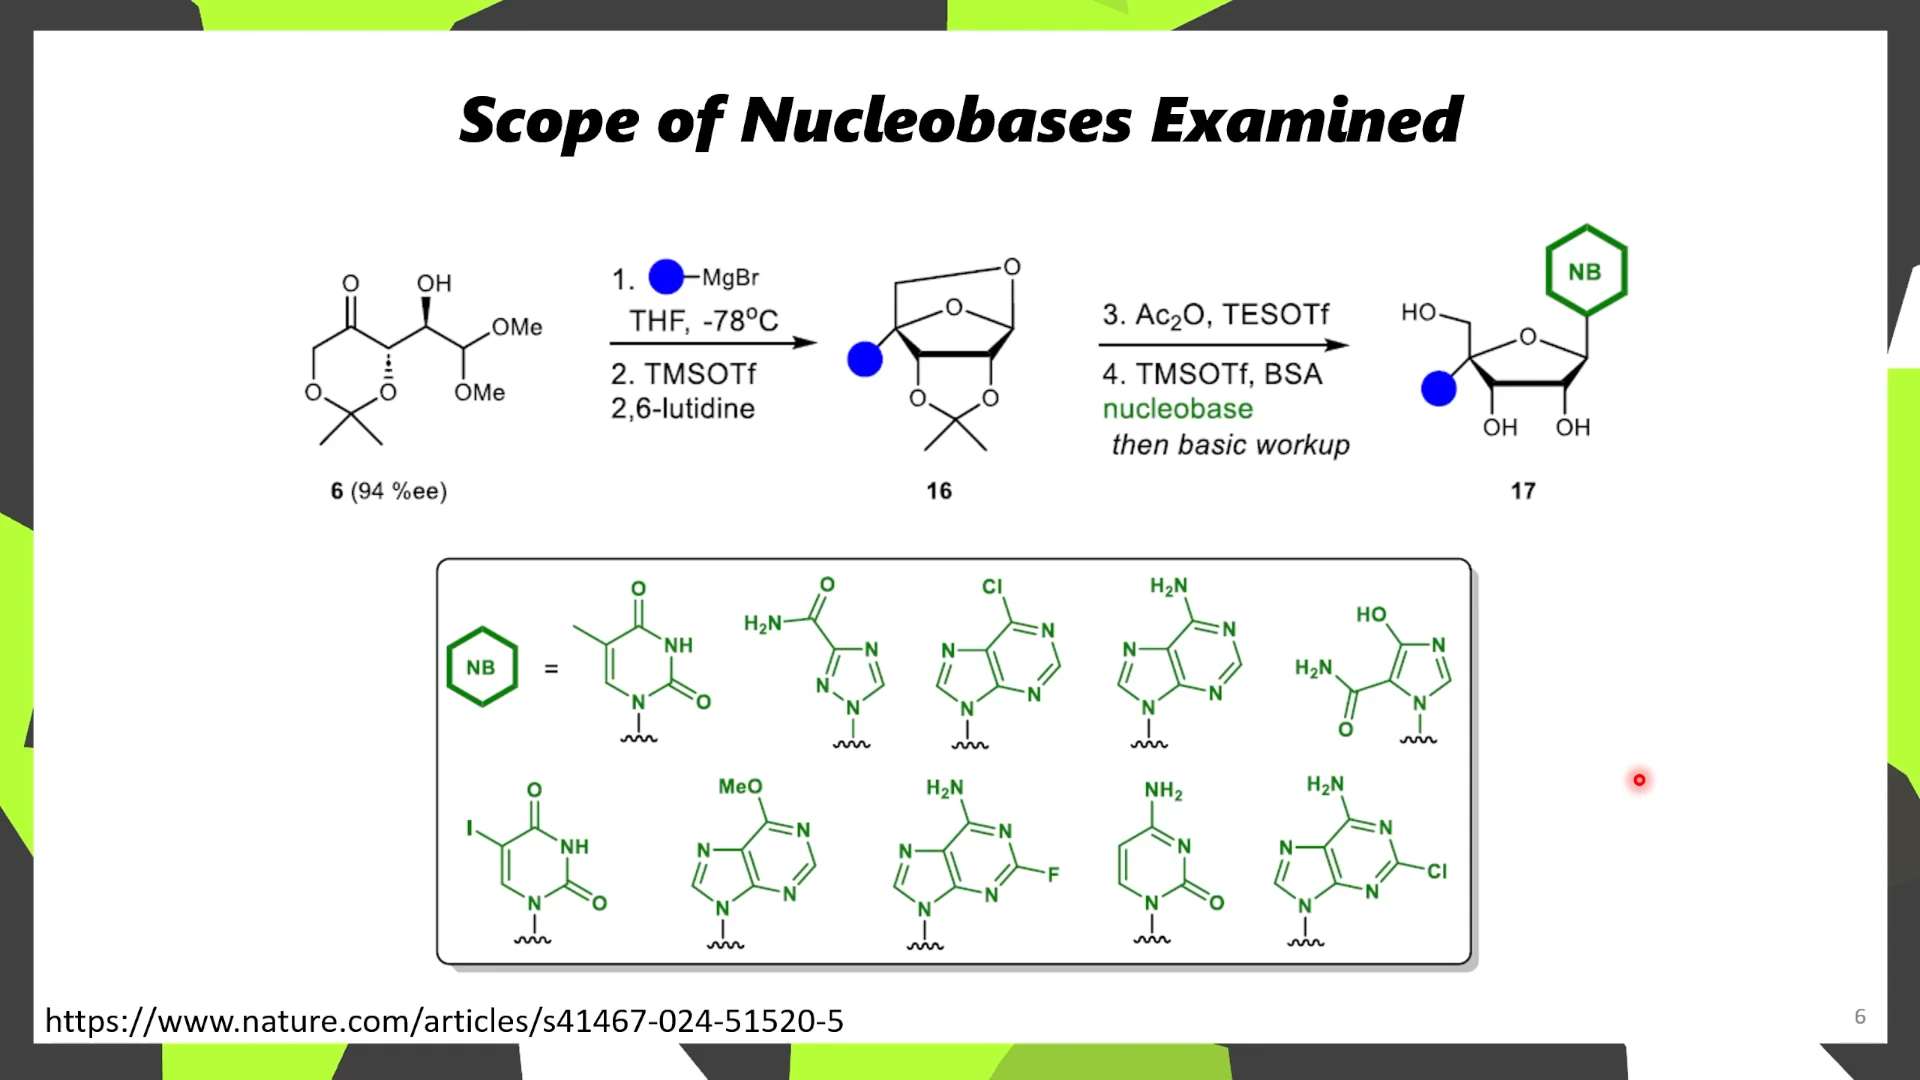 Scope of Nucleobases Examined
O
OH
OMe
OMe
O
O
6 (94 %ee)
1. MgBr
THF, -78ºC
2. TMSOTf
2,6-lutidine
O
O
O
O
16
3. Ac₂O, TESOTf
4. TMSOTf, BSA
nucleobase
then basic workup
NB
HO
O
OH
OH
17
NB
=
O
NH
N
O
O
H₂N
N
N
N
Cl
N
N
N
N
H₂N
N
N
N
N
HO
N
H₂N
N
O
O
I
NH
N
O
MeO
N
N
N
N
H₂N
N
N
F
N
N
NH₂
N
N
O
H₂N
N
N
Cl
N
N
https://www.nature.com/articles/s41467-024-51520-5
6